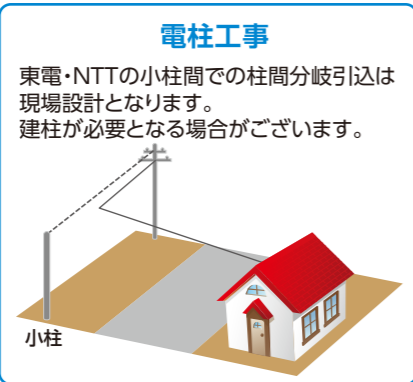 電柱工事
東電・NTTの小柱間での柱間分岐引込は
現場設計となります。
建柱が必要となる場合がございます。
小柱